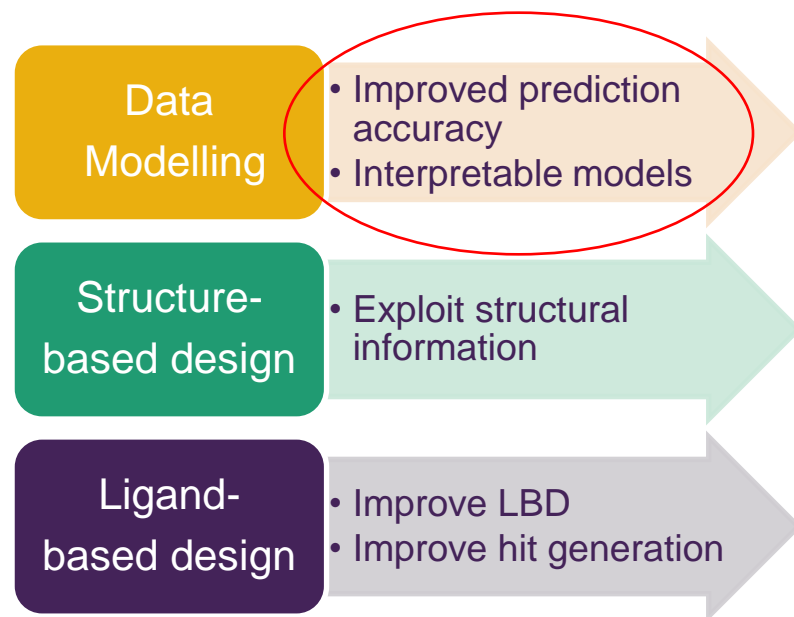 Data
Modelling
• Improved prediction
accuracy
• Interpretable models
Structure-
based design
• Exploit structural
information
Ligand-
based design
• Improve LBD
• Improve hit generation